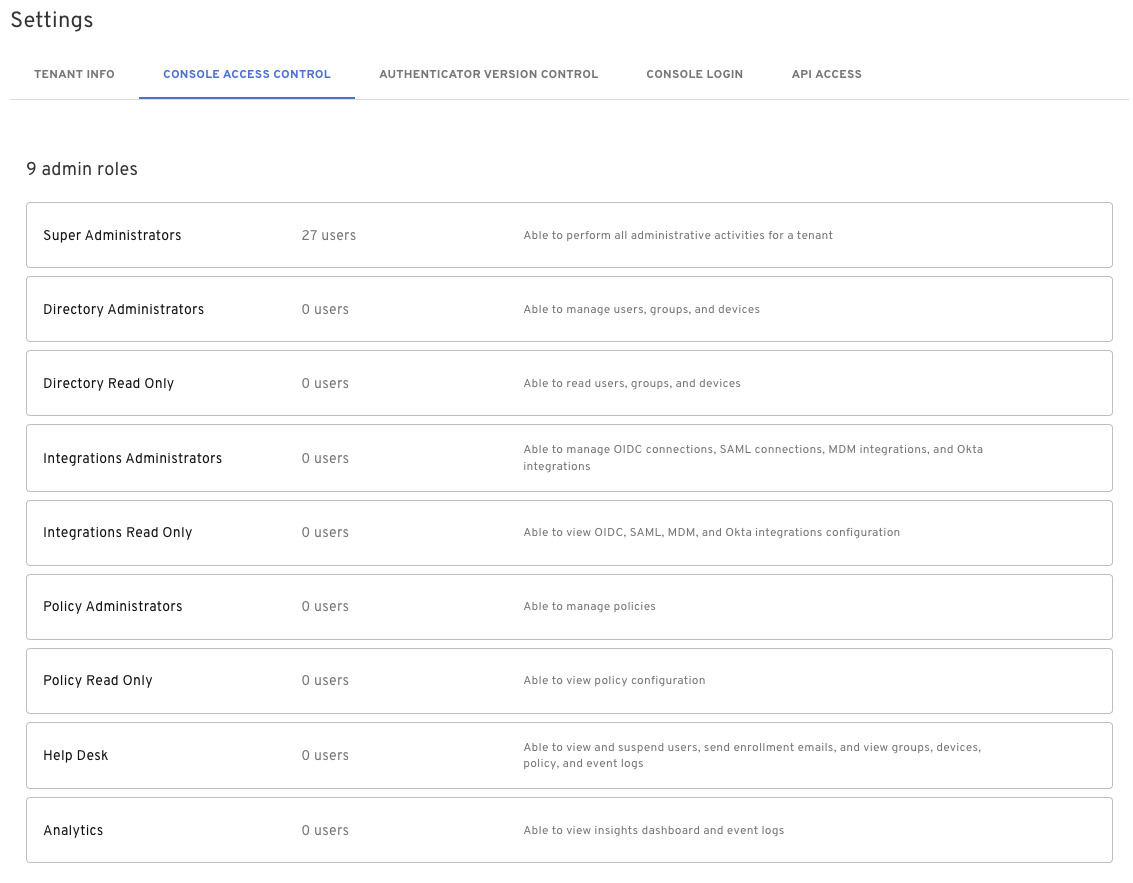 Settings
TENANT INFO CONSOLE ACCESS CONTROL AUTHENTICATOR VERSION CONTROL CONSOLE LOGIN API ACCESS
9 admin roles
Super Administrators 27 users Able to perform all administrative activities for a tenant
Directory Administrators 0 users Able to manage users, groups, and devices
Directory Read Only 0 users Able to read users, groups, and devices
Integrations Administrators 0 users Able to manage OIDC connections, SAML connections, MDM integrations, and Okta
integrations
Integrations Read Only 0 users Able to view OIDC, SAML, MDM, and Okta integrations configuration
Policy Administrators 0 users Able to manage policies
Policy Read Only 0 users Able to view policy configuration
Help Desk 0 users Able to view and suspend users, send enrollment emails, and view groups, devices,
policy, and event logs
Analytics 0 users Able to view insights dashboard and event logs